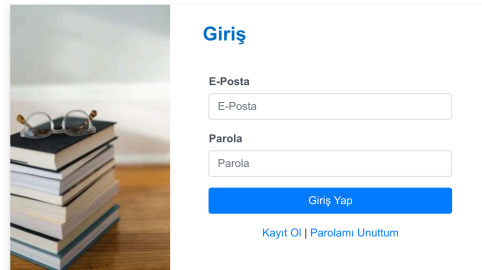 Giriş
E-Posta
E-Posta
Parola
Parola
Giriş Yap
Kayıt Ol | Parolamı Unuttum